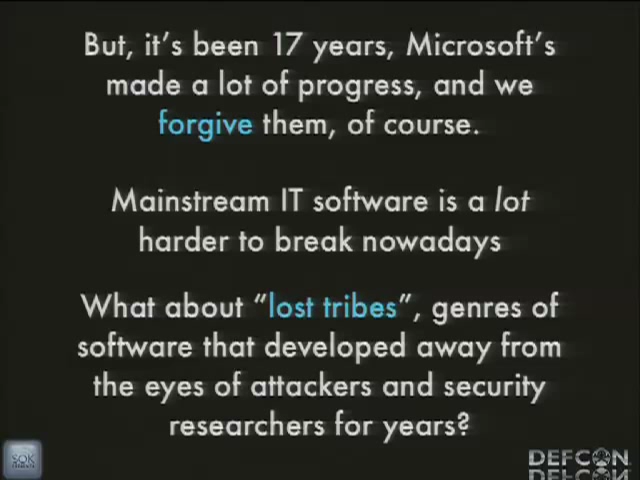 But, it's been 17 years, Microsoft's
made a lot of progress, and we
forgive them, of course.
Mainstream IT software is a lot
harder to break nowadays
What about "lost tribes", genres of
software that developed away from
the eyes of attackers and security
researchers for years?
SOK
DEFCON